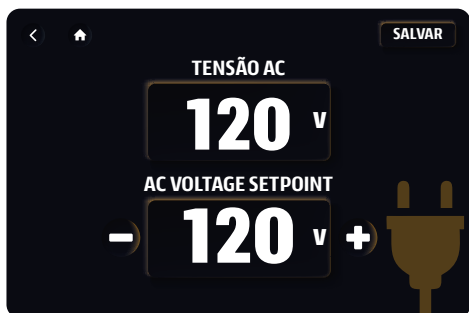 SALVAR
TENSÃO AC
120 V
AC VOLTAGE SETPOINT
120 V